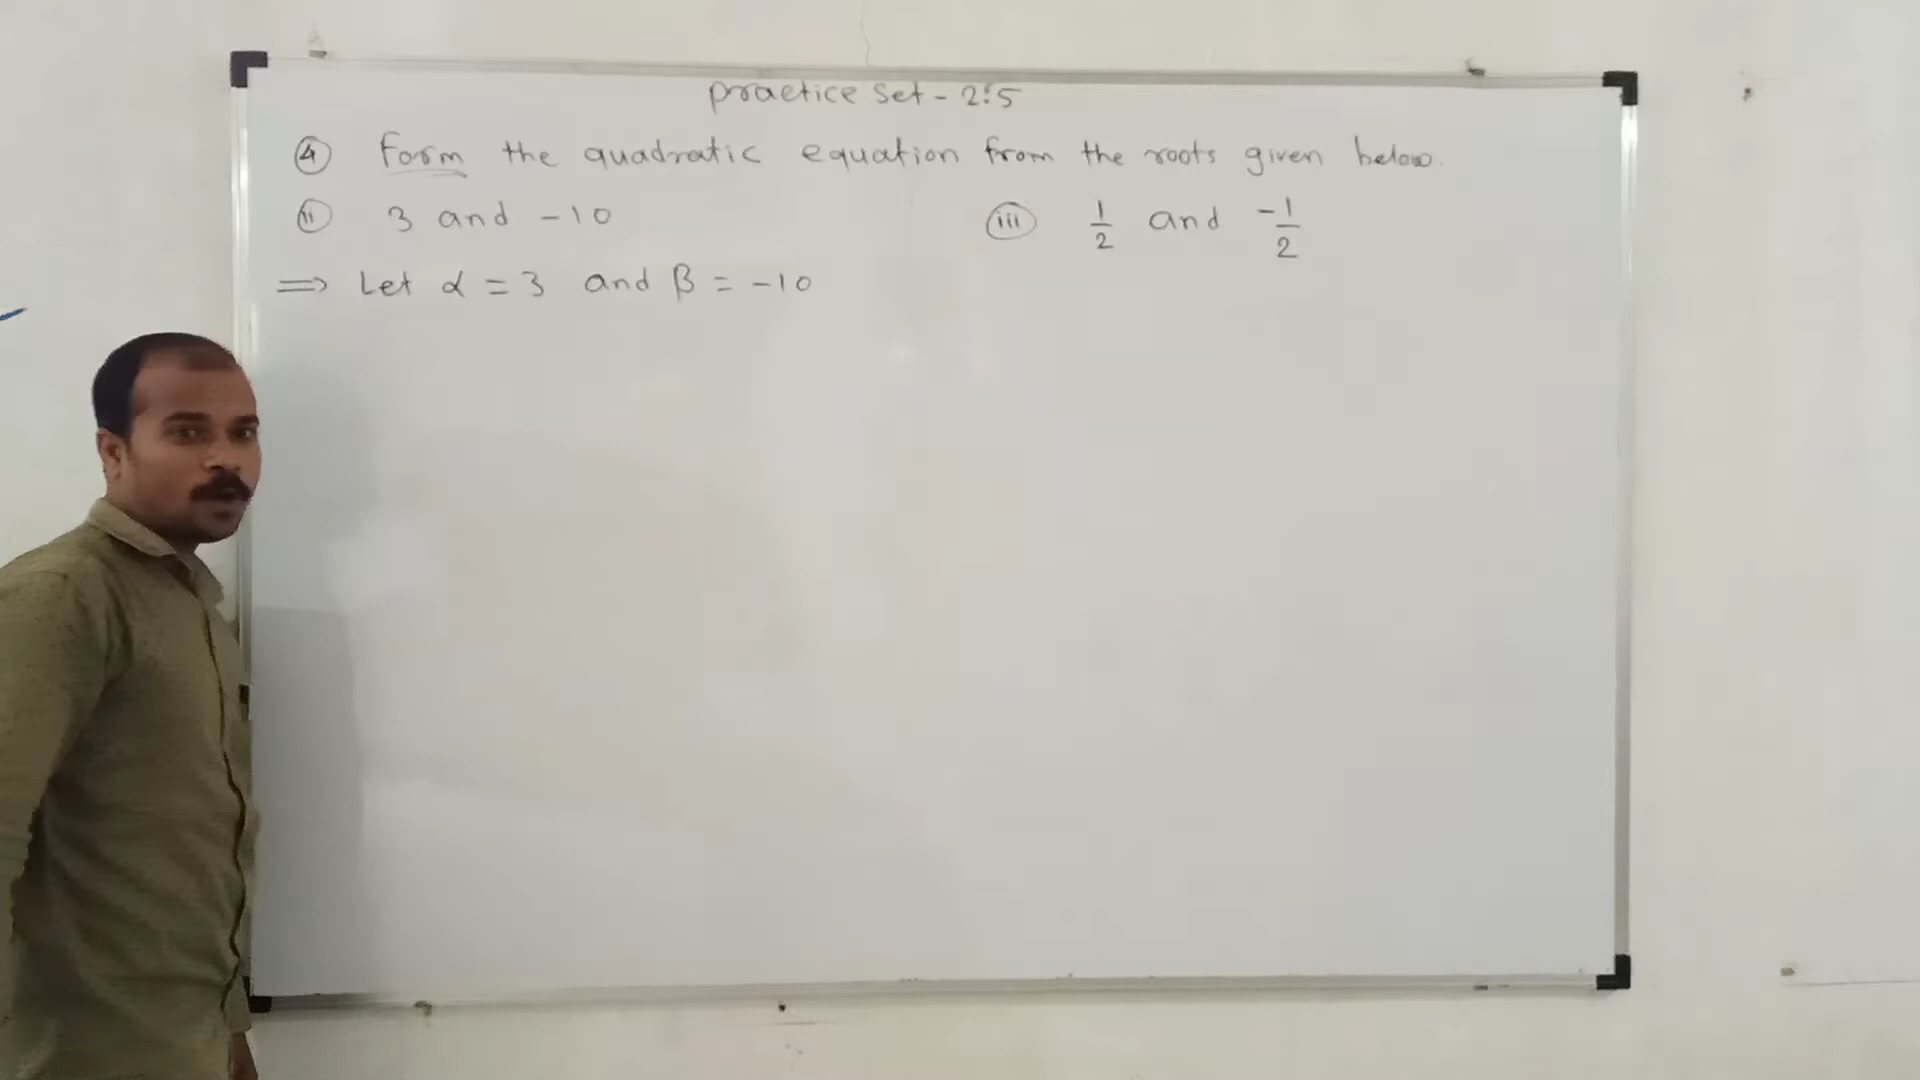 practice set - 2.5
④ Form the quadratic equation from the roots given below.
ⅱ 3 and -10 ⅲ 1/2 and -1/2
⇒ Let α = 3 and β = -10